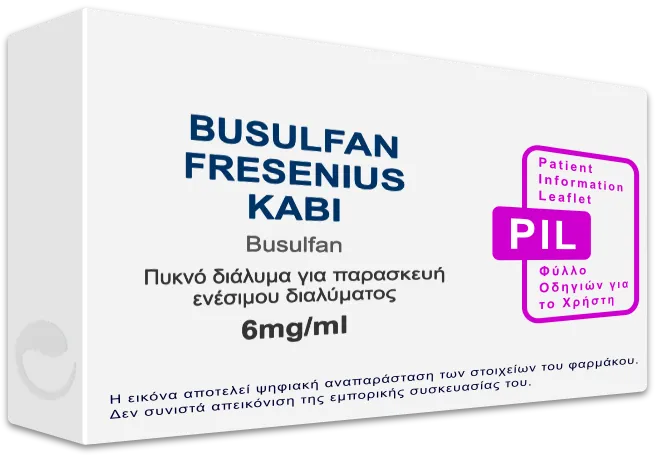 BUSULFAN
FRESENIUS
KABI
Busulfan
Πυκνό διάλυμα για παρασκευή
ενέσιμου διαλύματος
6mg/ml
Patient
Information
Leaflet
PIL
Φύλλο
Οδηγιών για
το Χρήστη
Η εικόνα αποτελεί ψηφιακή αναπαράσταση των στοιχείων του φαρμάκου.
Δεν συνιστά απεικόνιση της εμπορικής συσκευασίας του.